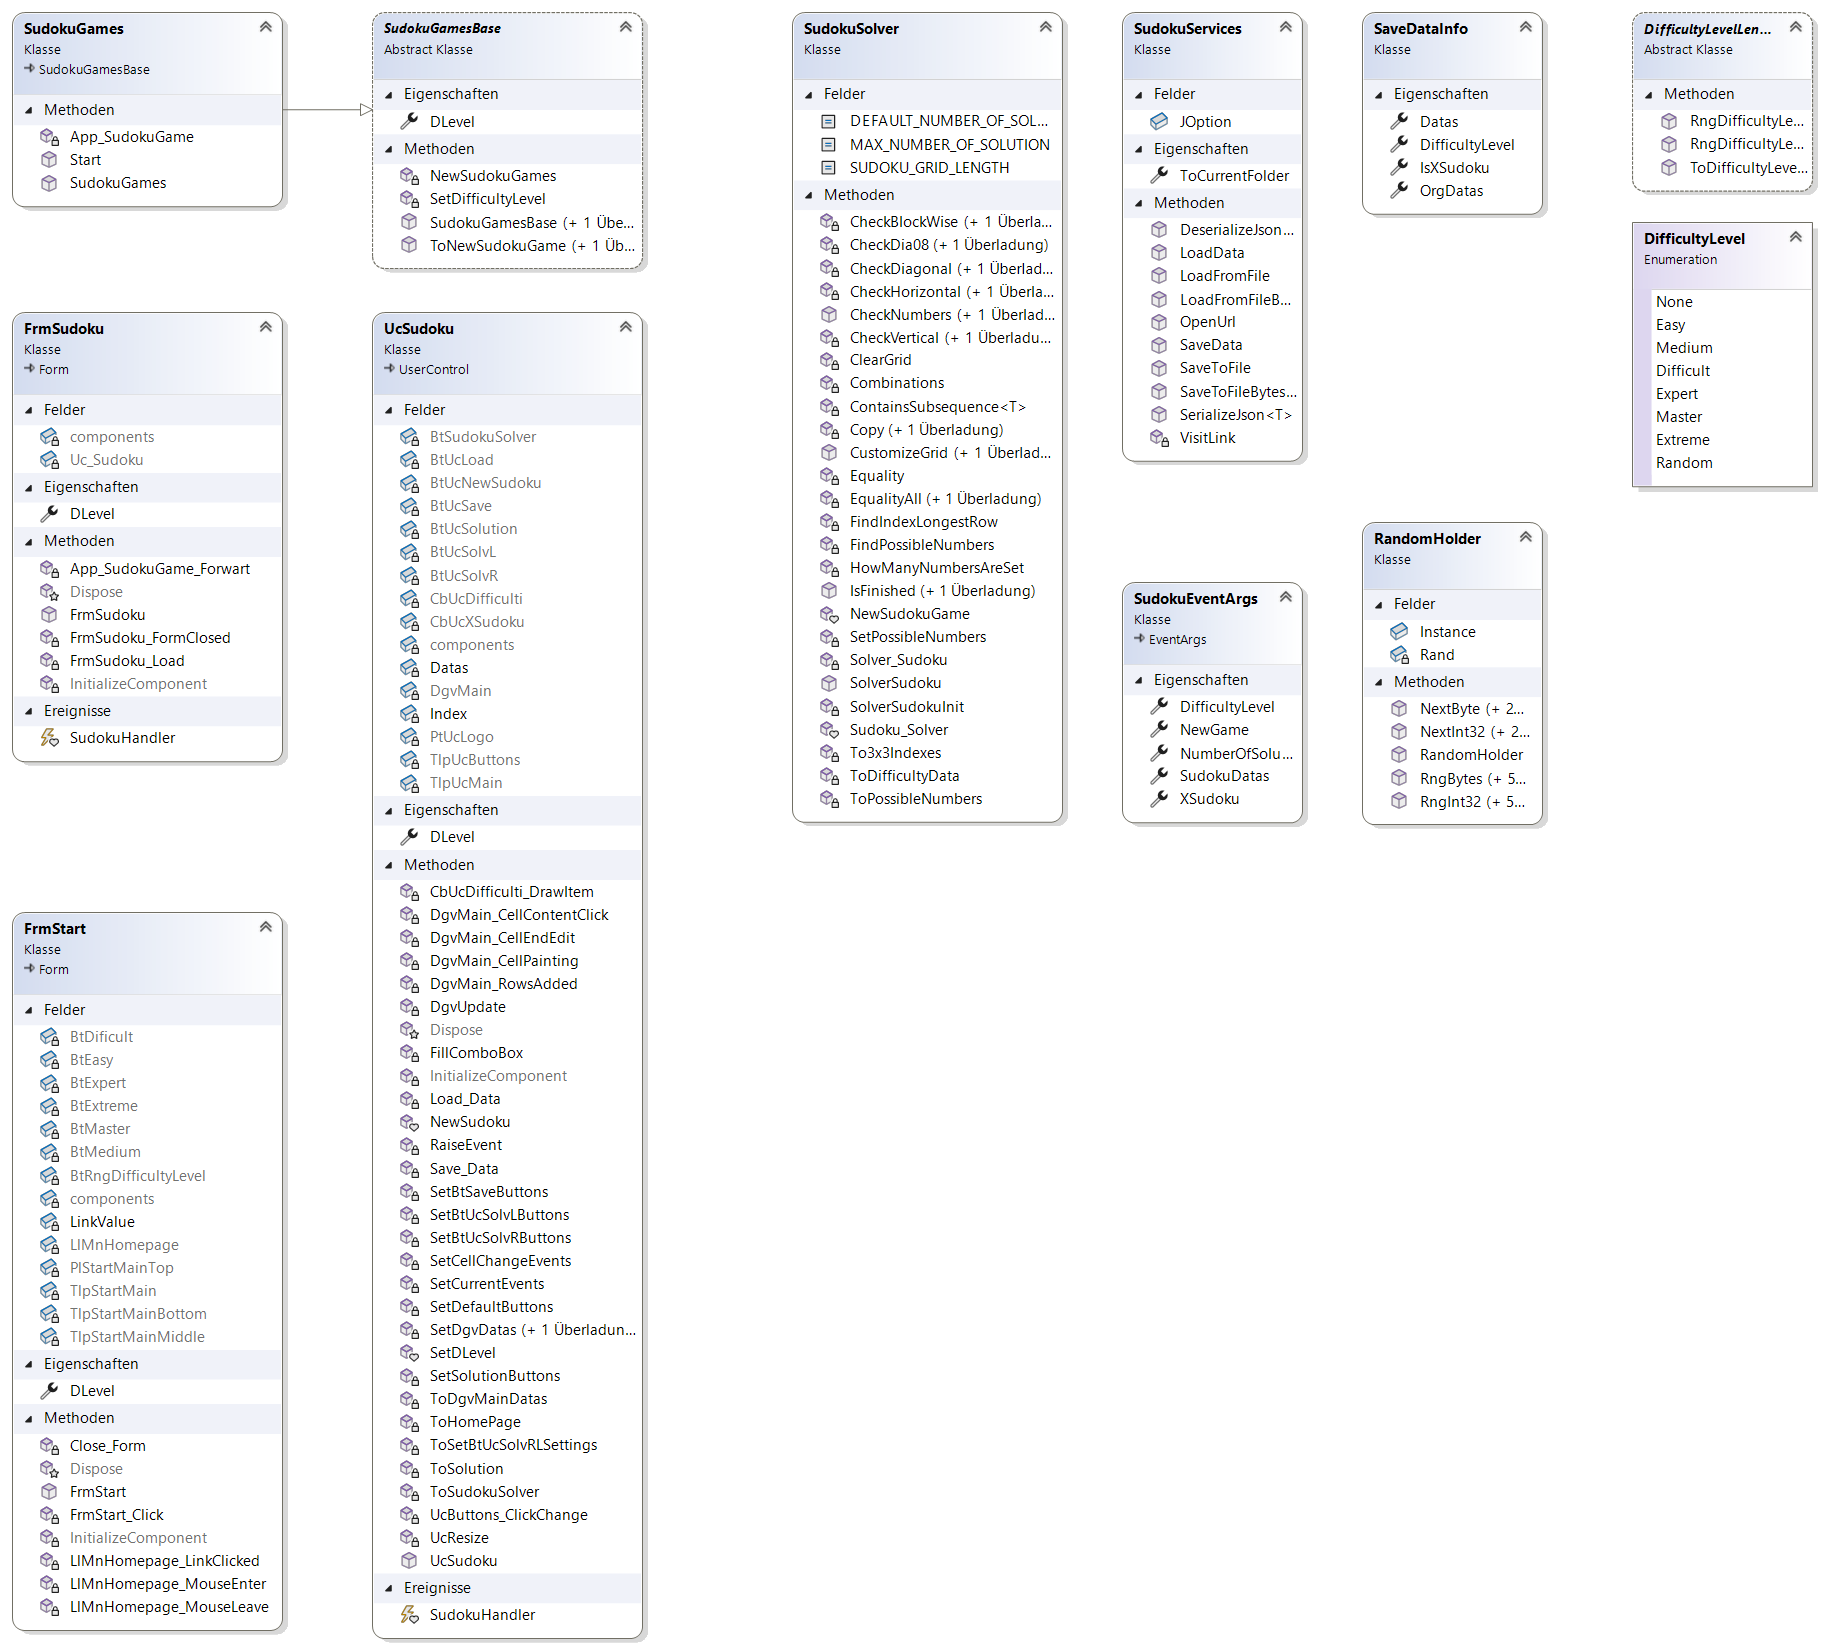 SudokuGames
Klasse
SudokuGamesBase
Methoden
App_SudokuGame
Start
SudokuGames
SudokuGamesBase
Abstract Klasse
Eigenschaften
DLevel
Methoden
NewSudokuGames
SetDifficultyLevel
SudokuGamesBase (+ 1 Übe...
ToNewSudokuGame (+ 1 Üb...
FrmSudoku
Klasse
Form
Felder
components
Uc_Sudoku
Eigenschaften
DLevel
Methoden
App_SudokuGame_Forwart
Dispose
FrmSudoku
FrmSudoku_FormClosed
FrmSudoku_Load
InitializeComponent
Ereignisse
SudokuHandler
FrmStart
Klasse
Form
Felder
BtDificult
BtEasy
BtExpert
BtExtreme
BtMaster
BtMedium
BtRngDifficultyLevel
components
LinkValue
LlMnHomepage
PlStartMainTop
TlpStartMain
TlpStartMainBottom
TlpStartMainMiddle
Eigenschaften
DLevel
Methoden
Close_Form
Dispose
FrmStart
FrmStart_Click
InitializeComponent
LlMnHomepage_LinkClicked
LlMnHomepage_MouseEnter
LlMnHomepage_MouseLeave
UcSudoku
Klasse
UserControl
Felder
BtSudokuSolver
BtUcLoad
BtUcNewSudoku
BtUcSave
BtUcSolution
BtUcSolvL
BtUcSolvR
CbUcDifficulti
CbUcXSudoku
components
Datas
DgvMain
Index
PtUcLogo
TlpUcButtons
TlpUcMain
Eigenschaften
DLevel
Methoden
CbUcDifficulti_DrawItem
DgvMain_CellContentClick
DgvMain_CellEndEdit
DgvMain_CellPainting
DgvMain_RowsAdded
DgvUpdate
Dispose
FillComboBox
InitializeComponent
Load_Data
NewSudoku
RaiseEvent
Save_Data
SetBtSaveButtons
SetBtUcSolvLButtons
SetBtUcSolvRButtons
SetCellChangeEvents
SetCurrentEvents
SetDefaultButtons
SetDgvDatas (+ 1 Überladun...
SetDLevel
SetSolutionButtons
ToDgvMainDatas
ToHomePage
ToSetBtUcSolvRLSettings
ToSolution
ToSudokuSolver
UcButtons_ClickChange
UcResize
UcSudoku
Ereignisse
SudokuHandler
SudokuSolver
Klasse
Felder
DEFAULT_NUMBER_OF_SOL...
MAX_NUMBER_OF_SOLUTION
SUDOKU_GRID_LENGTH
Methoden
CheckBlockWise (+ 1 Überla...
CheckDia08 (+ 1 Überladung)
CheckDiagonal (+ 1 Überlad...
CheckHorizontal (+ 1 Überla...
CheckNumbers (+ 1 Überlad...
CheckVertical (+ 1 Überladu...
ClearGrid
Combinations
ContainsSubsequence<T>
Copy (+ 1 Überladung)
CustomizeGrid (+ 1 Überlad...
Equality
EqualityAll (+ 1 Überladung)
FindIndexLongestRow
FindPossibleNumbers
HowManyNumbersAreSet
IsFinished (+ 1 Überladung)
NewSudokuGame
SetPossibleNumbers
Solver_Sudoku
SolverSudoku
SolverSudokuInit
Sudoku_Solver
To3x3Indexes
ToDifficultyData
ToPossibleNumbers
SudokuServices
Klasse
Felder
JOption
Eigenschaften
ToCurrentFolder
Methoden
DeserializeJson...
LoadData
LoadFromFile
LoadFromFileB...
OpenUrl
SaveData
SaveToFile
SaveToFileBytes...
SerializeJson<T>
VisitLink
SudokuEventArgs
Klasse
EventArgs
Eigenschaften
DifficultyLevel
NewGame
NumberOfSolu...
SudokuDatas
XSudoku
SaveDataInfo
Klasse
Eigenschaften
Datas
DifficultyLevel
IsXSudoku
OrgDatas
RandomHolder
Klasse
Felder
Instance
Rand
Methoden
NextByte (+ 2...
NextInt32 (+ 2...
RandomHolder
RngBytes (+ 5...
RngInt32 (+ 5...
DifficultyLevelLen...
Abstract Klasse
Methoden
RngDifficultyLe...
RngDifficultyLe...
ToDifficultyLeve...
DifficultyLevel
Enumeration
None
Easy
Medium
Difficult
Expert
Master
Extreme
Random